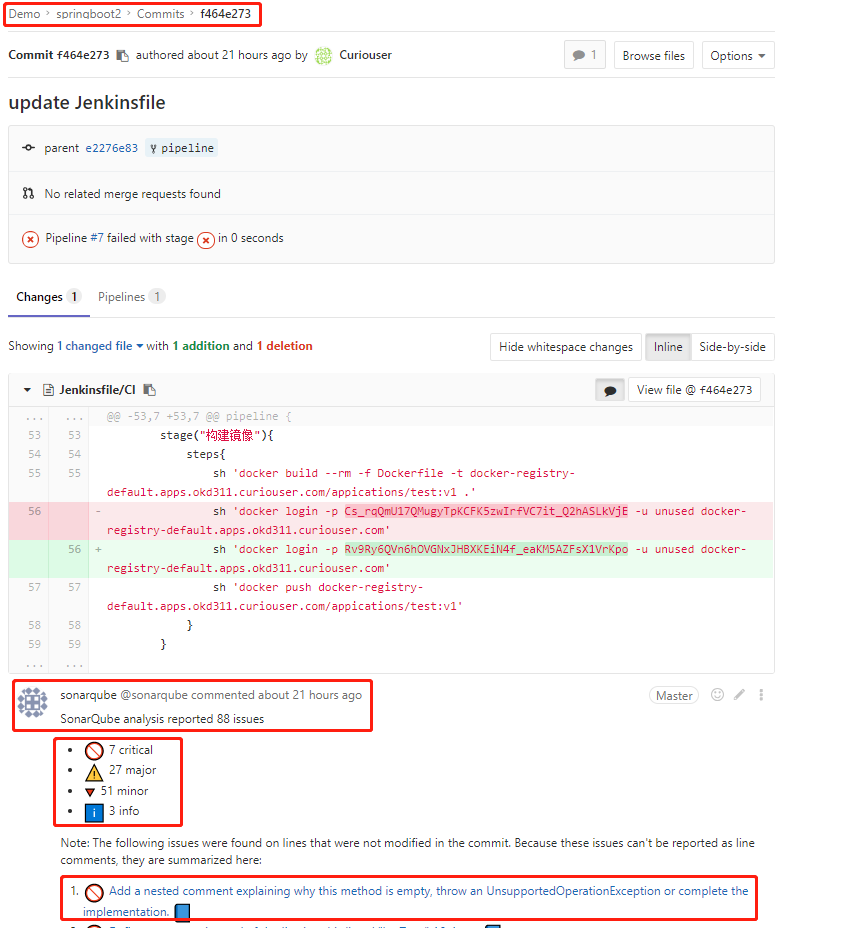 Demo > springboot2 > Commits > f464e273
Commit f464e273 authored about 21 hours ago by Curiouser 1 Browse files Options
update Jenkinsfile
parent e2276e83 pipeline
No related merge requests found
Pipeline #7 failed with stage in 0 seconds
Changes 1 Pipelines 1
Showing 1 changed file with 1 addition and 1 deletion Hide whitespace changes Inline Side-by-side
Jenkinsfile/CI View file @ f464e273
... ... @@ -53,7 +53,7 @@ pipeline {
53 53 stage("构建镜像"){
54 54 steps{
55 55 sh 'docker build --rm -f Dockerfile -t docker-registry-
default.apps.okd311.curiouser.com/appications/test:v1 .'
56 - sh 'docker login -p Cs_rqQmU17QMugyTpKCFK5zwIrfVC7it_Q2hASLkVjE -u unused docker-
registry-default.apps.okd311.curiouser.com'
56 + sh 'docker login -p Rv9Ry6QVn6hOVGNxJHBXKEiN4f_eaKM5AZFsX1VrKpo -u unused docker-
registry-default.apps.okd311.curiouser.com'
57 57 sh 'docker push docker-registry-
default.apps.okd311.curiouser.com/appications/test:v1'
58 58 }
59 59 }
... ...
sonarqube @sonarqube commented about 21 hours ago Master
SonarQube analysis reported 88 issues
• 7 critical
• 27 major
• 51 minor
• i 3 info
Note: The following issues were found on lines that were not modified in the commit. Because these issues can't be reported as line
comments, they are summarized here:
1. Add a nested comment explaining why this method is empty, throw an UnsupportedOperationException or complete the
implementation.